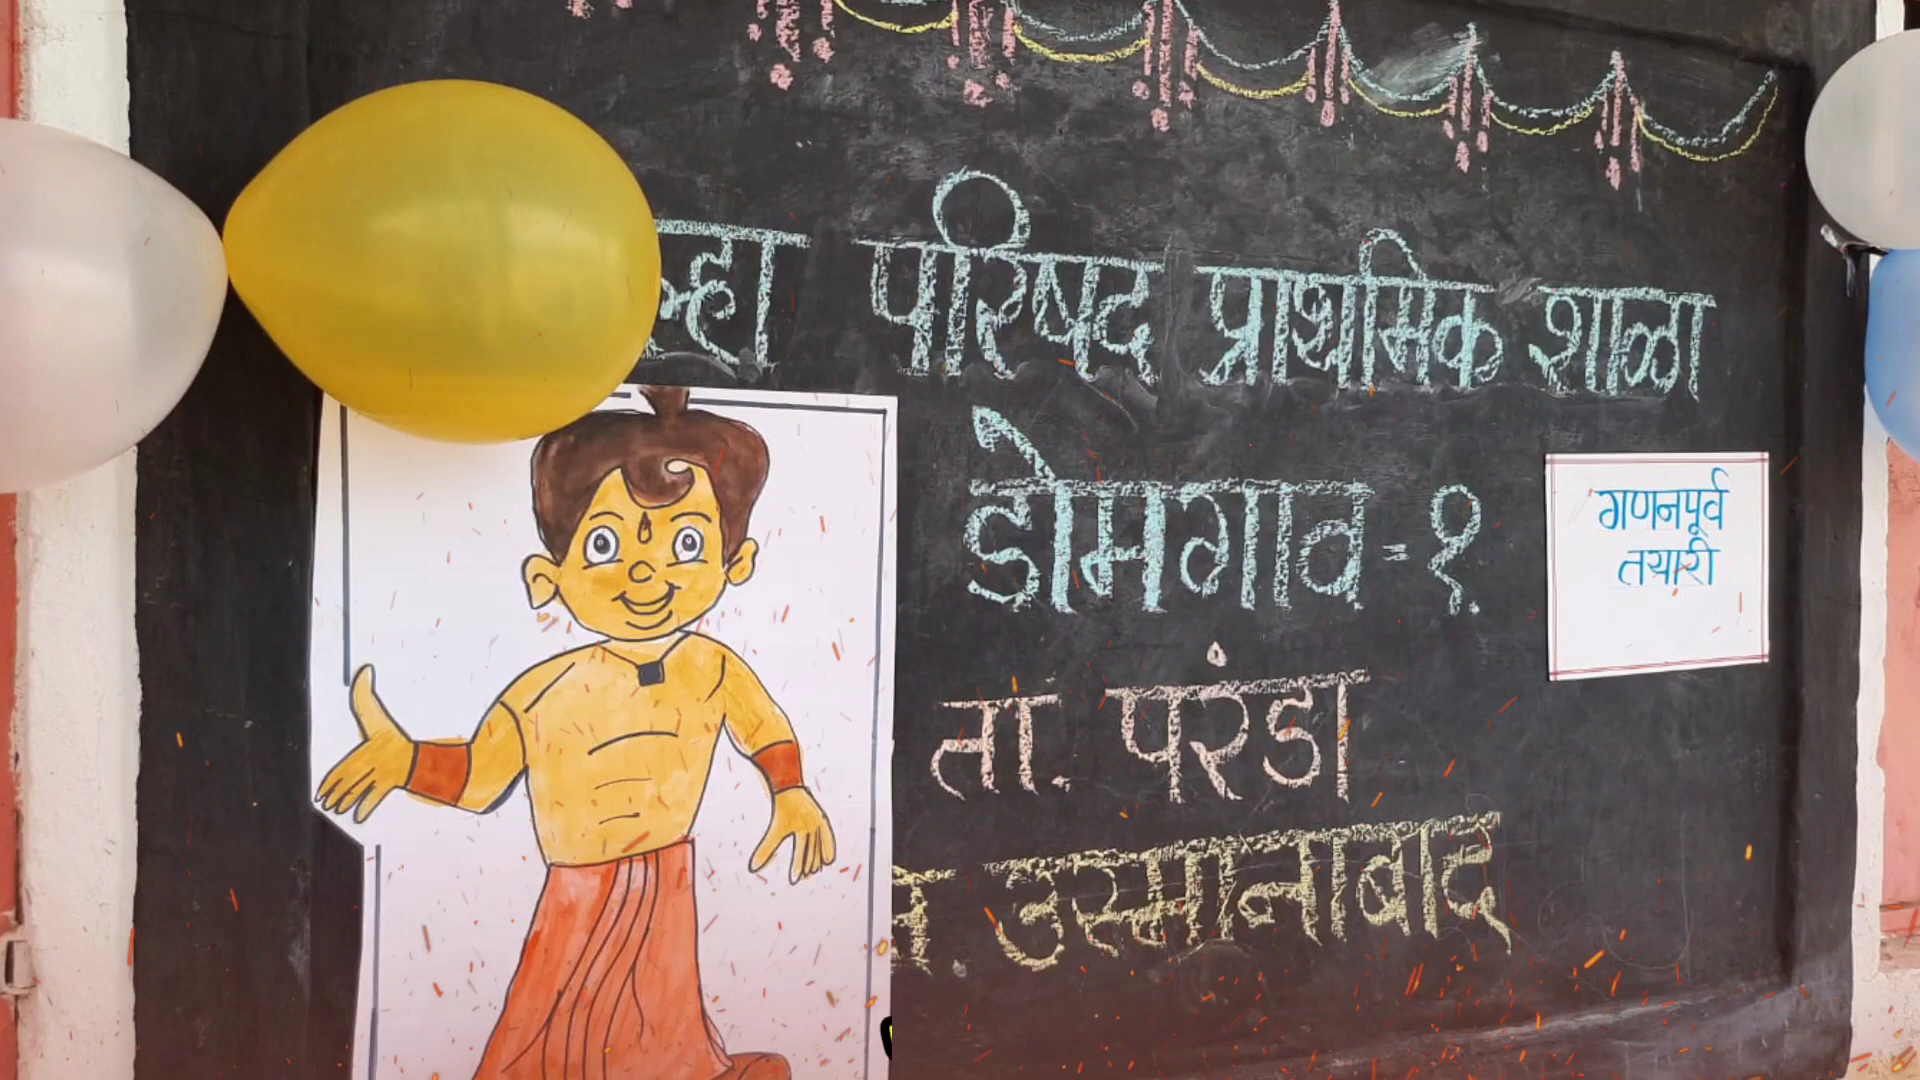 ल्हा परिषद प्राथमिक शाळा
डोमगाव = १.
ता. परंडा
जि. उस्मानाबाद
गणनपूर्व
तयारी